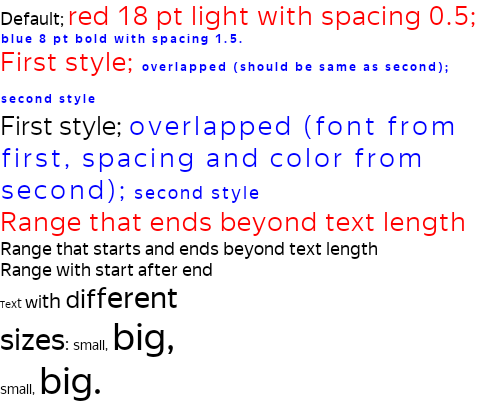 Default; red 18 pt light with spacing 0.5;
blue 8 pt bold with spacing 1.5.
First style; overlapped (should be same as second);
second style
First style; overlapped (font from
first, spacing and color from
second); second style
Range that ends beyond text length
Range that starts and ends beyond text length
Range with start after end
Text with different
sizes: small, big,
small, big.